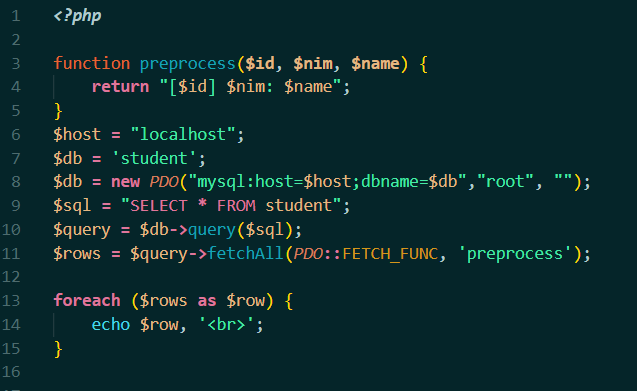 1 <?php
2
3 function preprocess($id, $nim, $name) {
4 return "[$id] $nim: $name";
5 }
6 $host = "localhost";
7 $db = 'student';
8 $db = new PDO("mysql:host=$host;dbname=$db","root", "");
9 $sql = "SELECT * FROM student";
10 $query = $db->query($sql);
11 $rows = $query->fetchAll(PDO::FETCH_FUNC, 'preprocess');
12
13 foreach ($rows as $row) {
14 echo $row, '<br>';
15 }
16